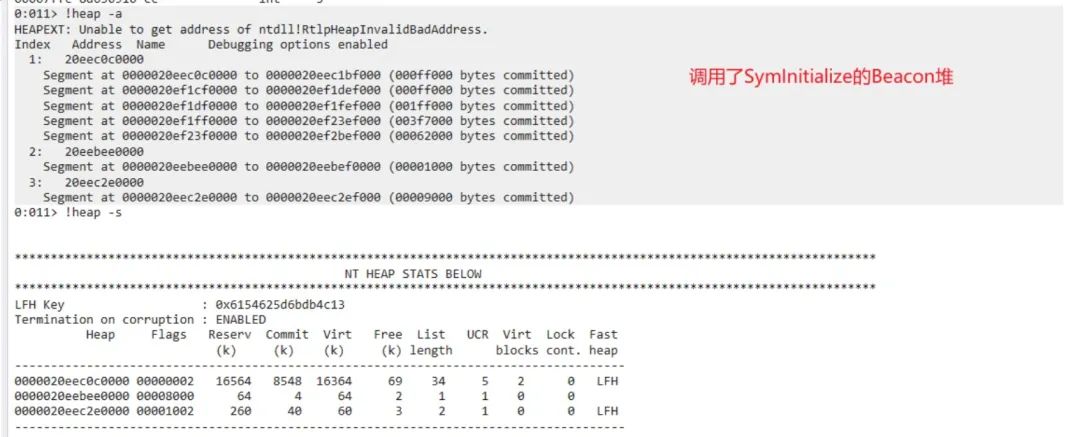 0:011> !heap -a
HEAPEXT: Unable to get address of ntdll!RtlpHeapInvalidBadAddress.
Index   Address  Name      Debugging options enabled
  1:   20eec0c0000
    Segment at 0000020eec0c0000 to 0000020eec1bf000 (000ff000 bytes committed)
    Segment at 0000020ef1cf0000 to 0000020ef1def000 (000ff000 bytes committed)
    Segment at 0000020ef1df0000 to 0000020ef1fef000 (001ff000 bytes committed)
    Segment at 0000020ef1ff0000 to 0000020ef23ef000 (003f7000 bytes committed)
    Segment at 0000020ef23f0000 to 0000020ef2bef000 (00062000 bytes committed)
  2:   20eebee0000
    Segment at 0000020eebee0000 to 0000020eebef0000 (00001000 bytes committed)
  3:   20eec2e0000
    Segment at 0000020eec2e0000 to 0000020eec2ef000 (00009000 bytes committed)
调用了SymInitialize的Beacon堆
0:011> !heap -s
************************************************************************************************************************
NT HEAP STATS BELOW
************************************************************************************************************************
LFH Key                   : 0x6154625d6bdb4c13
Termination on corruption : ENABLED
          Heap     Flags   Reserv  Commit  Virt   Free  List   UCR  Virt  Lock  Fast
                            (k)     (k)    (k)     (k) length      blocks cont. heap
-------------------------------------------------------------------------------------
0000020eec0c0000 00000002   16564   8548  16364     69    34     5    2      0   LFH
0000020eebee0000 00008000      64      4     64      2     1     1    0      0
0000020eec2e0000 00001002     260     40     60      3     2     1    0      0   LFH
-------------------------------------------------------------------------------------